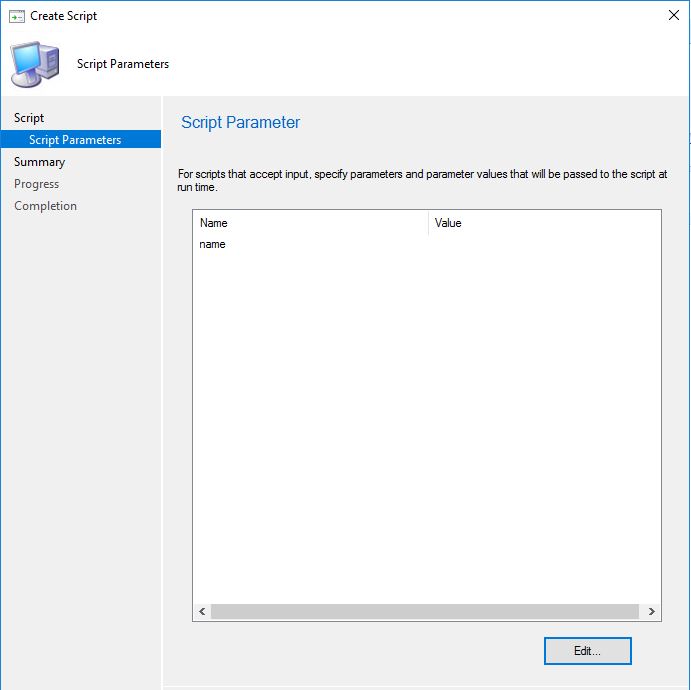 Create Script
Script Parameters
Script
Script Parameters
Summary
Progress
Completion
Script Parameter
For scripts that accept input, specify parameters and parameter values that will be passed to the script at
run time.
Name Value
name
Edit...